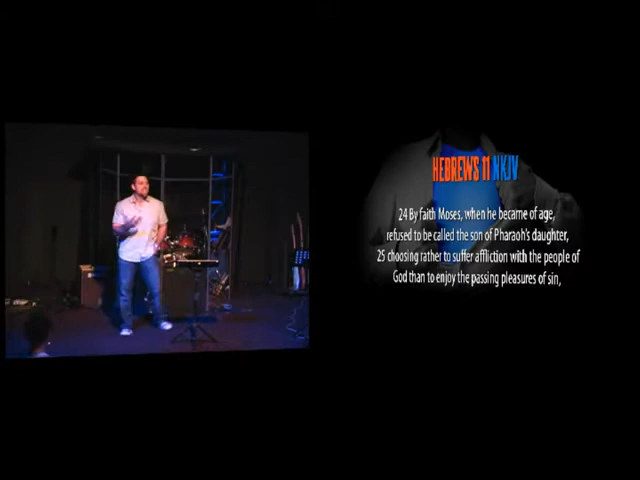 HEBREWS 11 NKJV
24 By faith Moses, when he became of age,
refused to be called the son of Pharaoh's daughter,
25 choosing rather to suffer affliction with the people of
God than to enjoy the passing pleasures of sin,